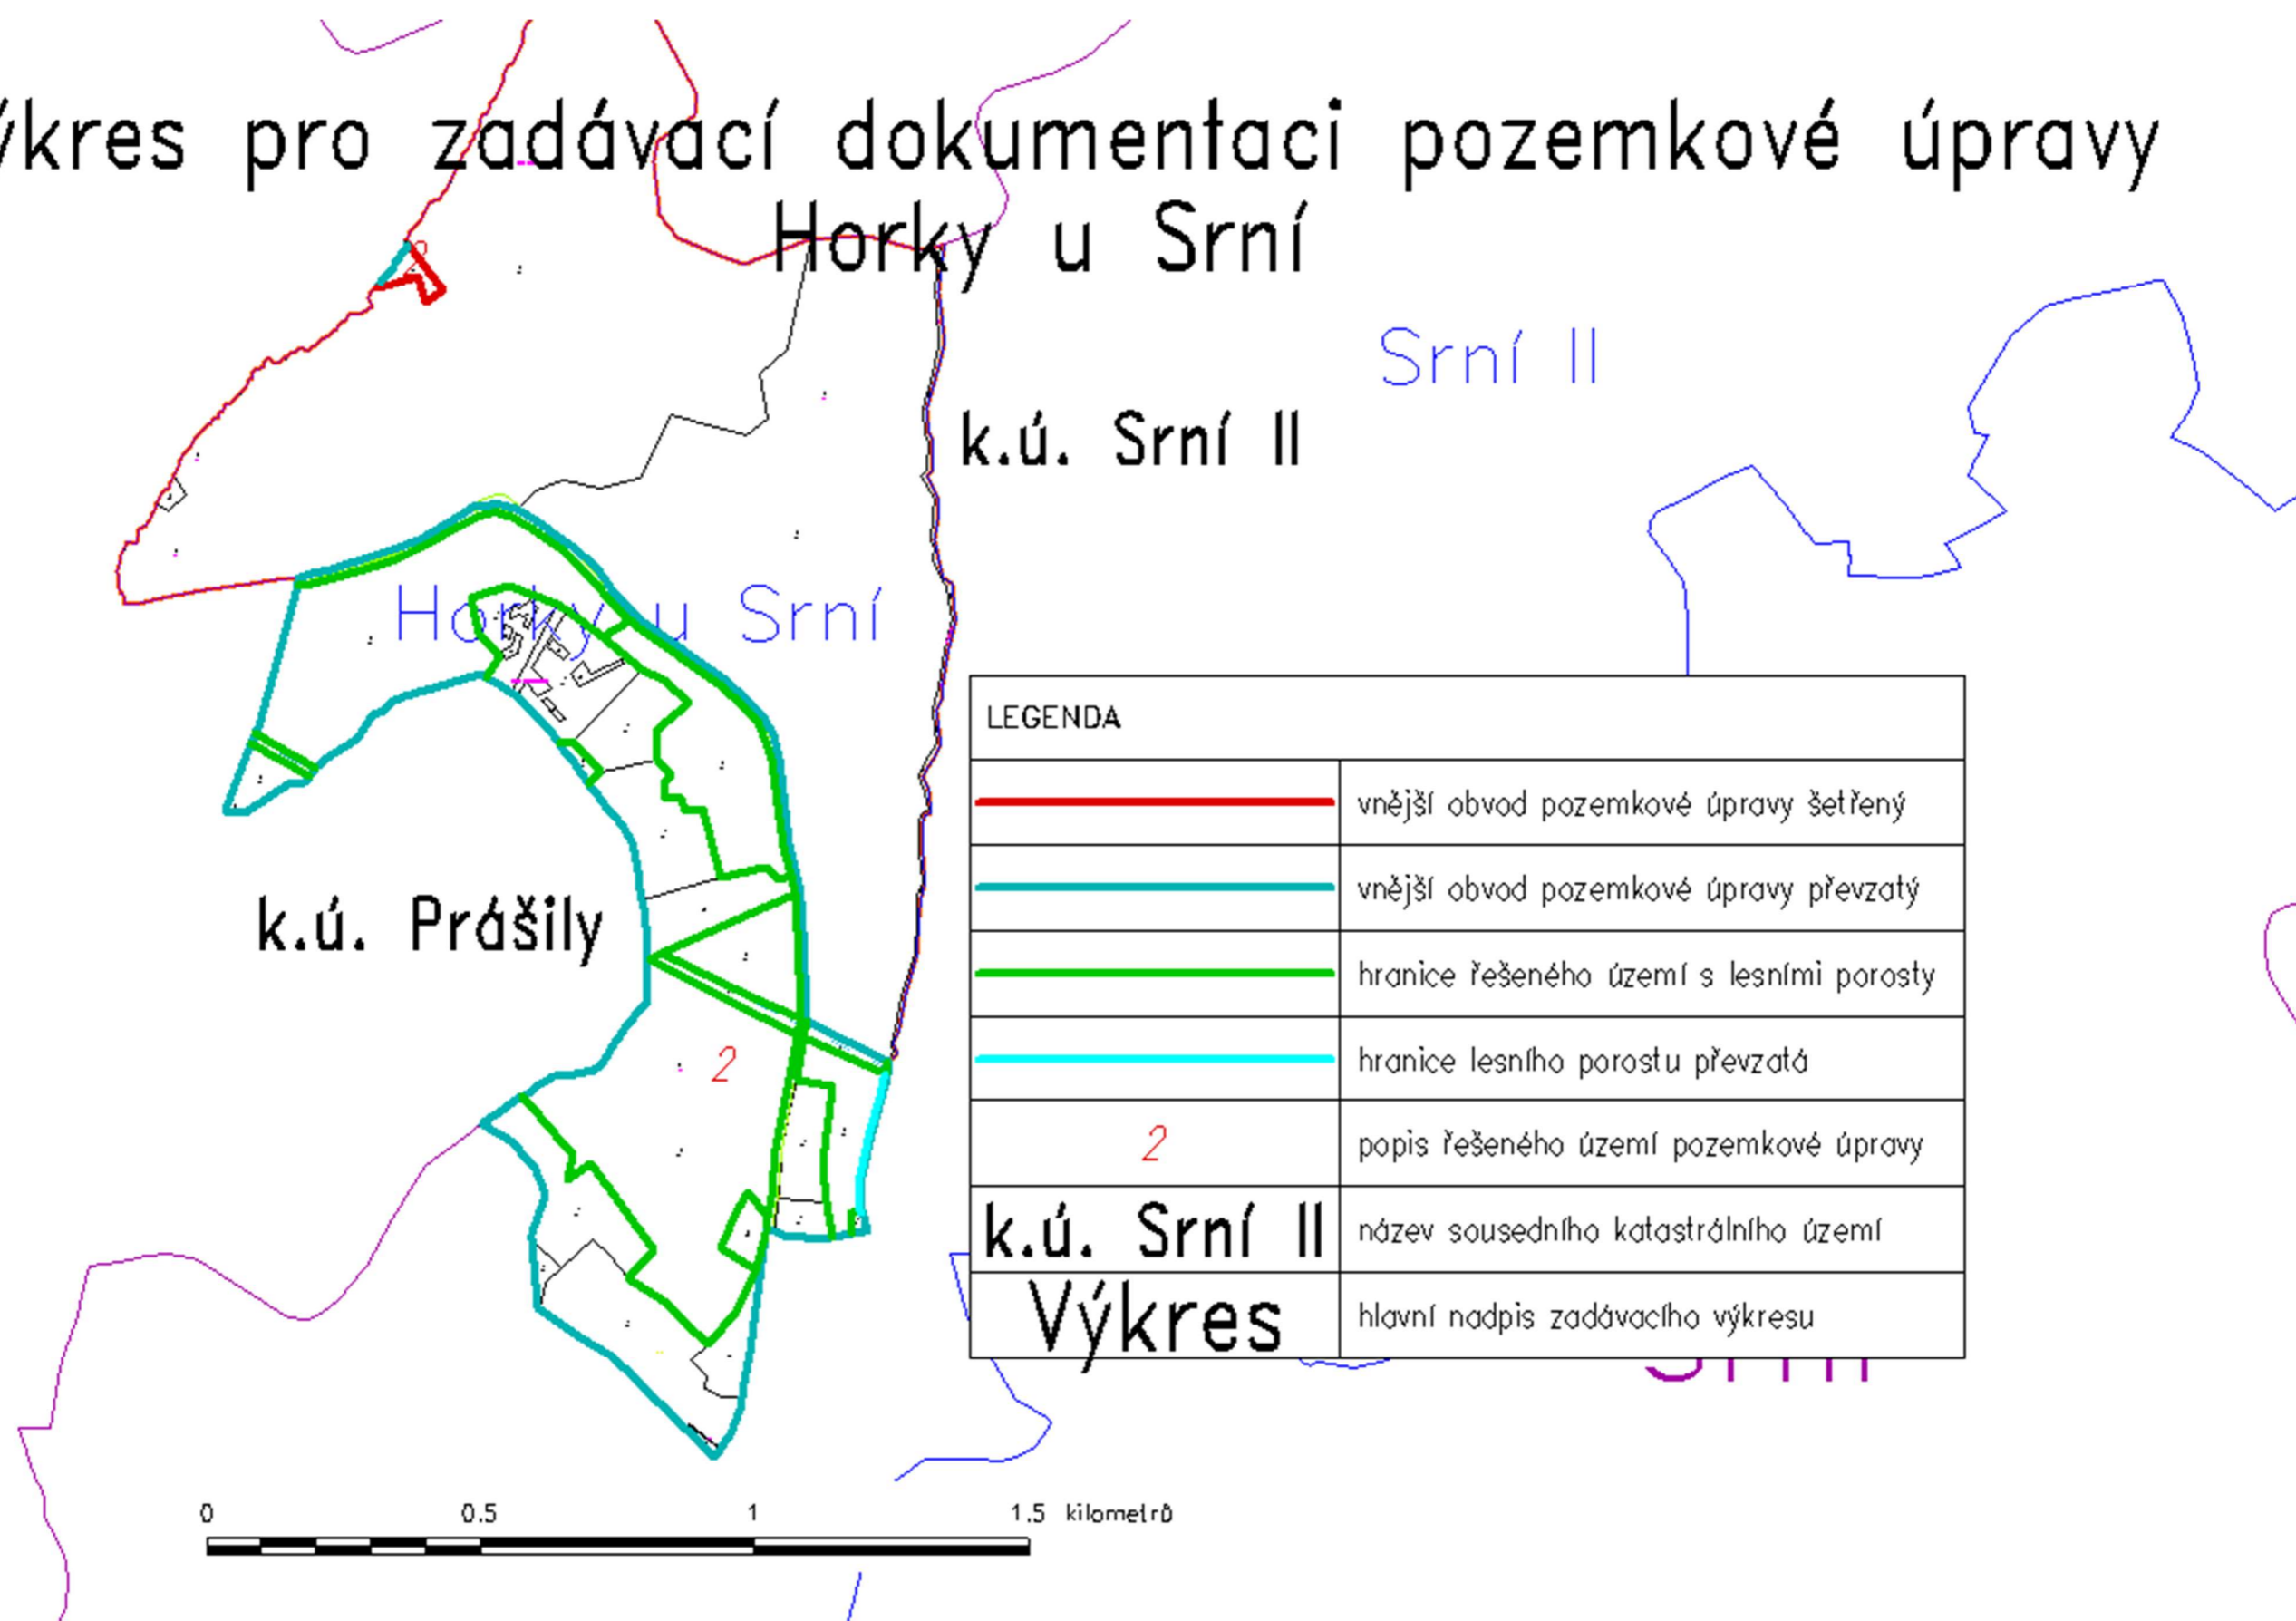 ýkres pro zadávací dokumentaci pozemkové úpravy
Horky u Srní
Srní II
k.ú. Srní II
Horky u Srní
k.ú. Prášily
2
LEGENDA
vnější obvod pozemkové úpravy šetřený
vnější obvod pozemkové úpravy převzatý
hranice řešeného území s lesními porosty
hranice lesního porostu převzatá
2 popis řešeného území pozemkové úpravy
k.ú. Srní II název sousedního katastrálního území
Výkres hlavní nadpis zadávacího výkresu
0 0.5 1 1.5 kilometrů